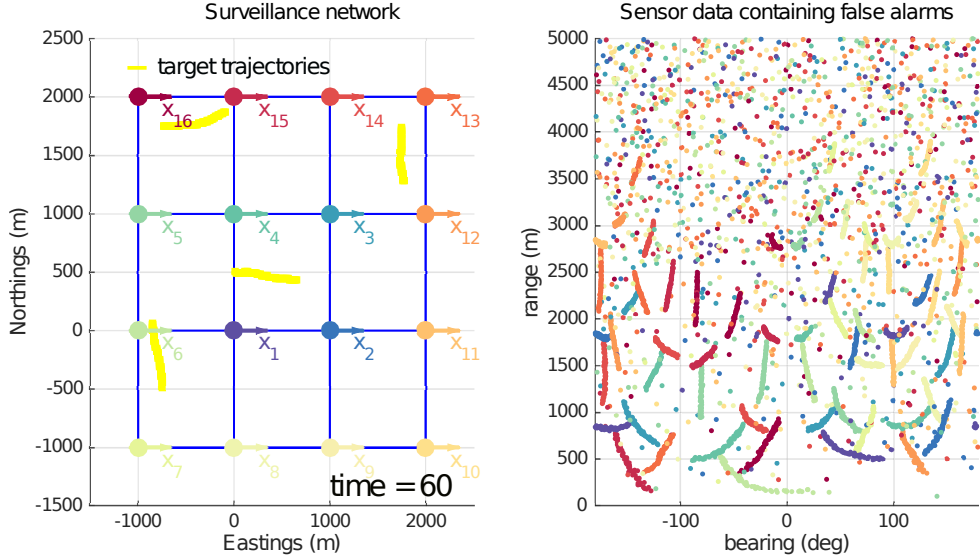 Surveillance network
2500
2000
1500
1000
500
0
-500
-1000
-1500
Northings (m)
target trajectories
x16
x15
x14
x13
x5
x4
x3
x12
x6
x1
x2
x11
x7
x8
x9
x10
time = 60
-1000
0
1000
2000
Eastings (m)
Sensor data containing false alarms
5000
4500
4000
3500
3000
2500
2000
1500
1000
500
0
range (m)
-100
0
100
bearing (deg)